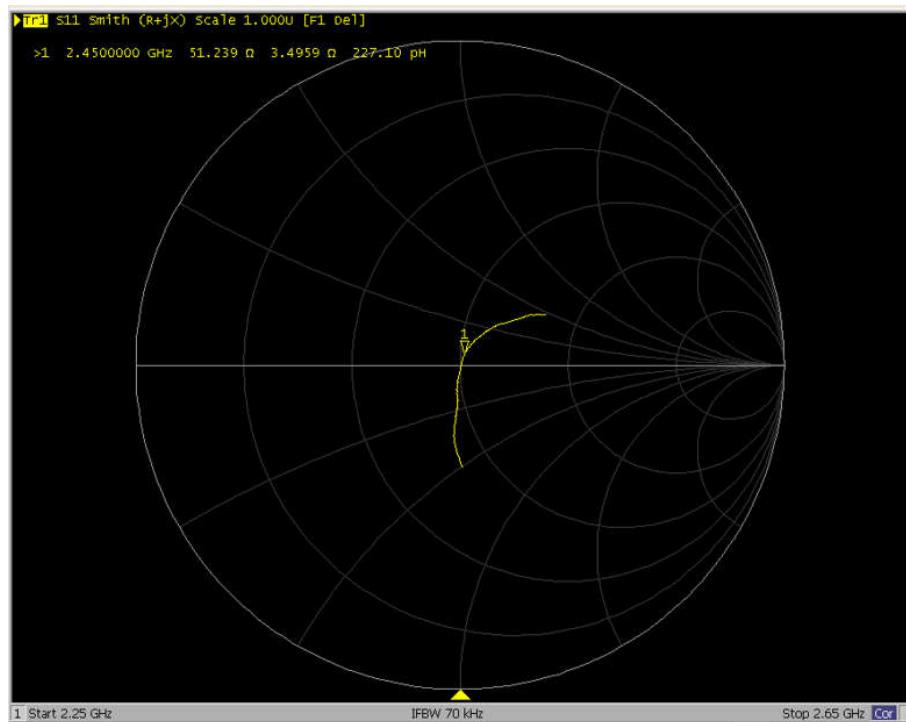 Tr1 S11 Smith (R+jX) Scale 1.000U [F1 Del]
>1 2.4500000 GHz 51.239 Ω 3.4959 Ω 227.10 pH
1
1 Start 2.25 GHz IFBW 70 kHz Stop 2.65 GHz Cor